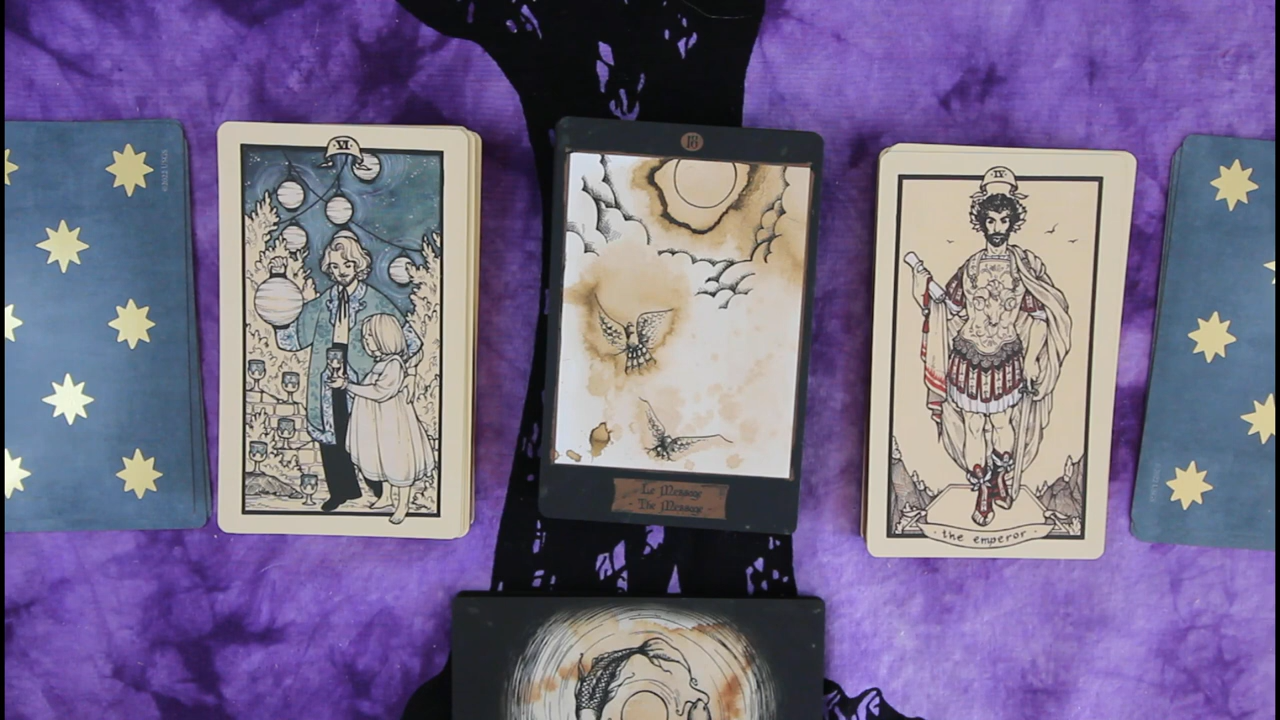 VI
Le Message
- The Message -
IV
· the emperor ·